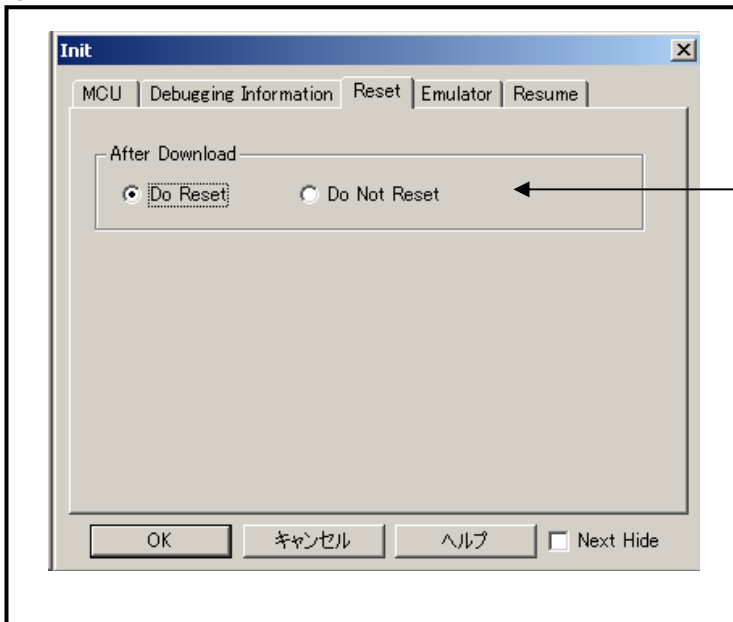 Init
MCU Debugging Information Reset Emulator Resume
After Download
Do Reset Do Not Reset
OK キャンセル ヘルプ Next Hide